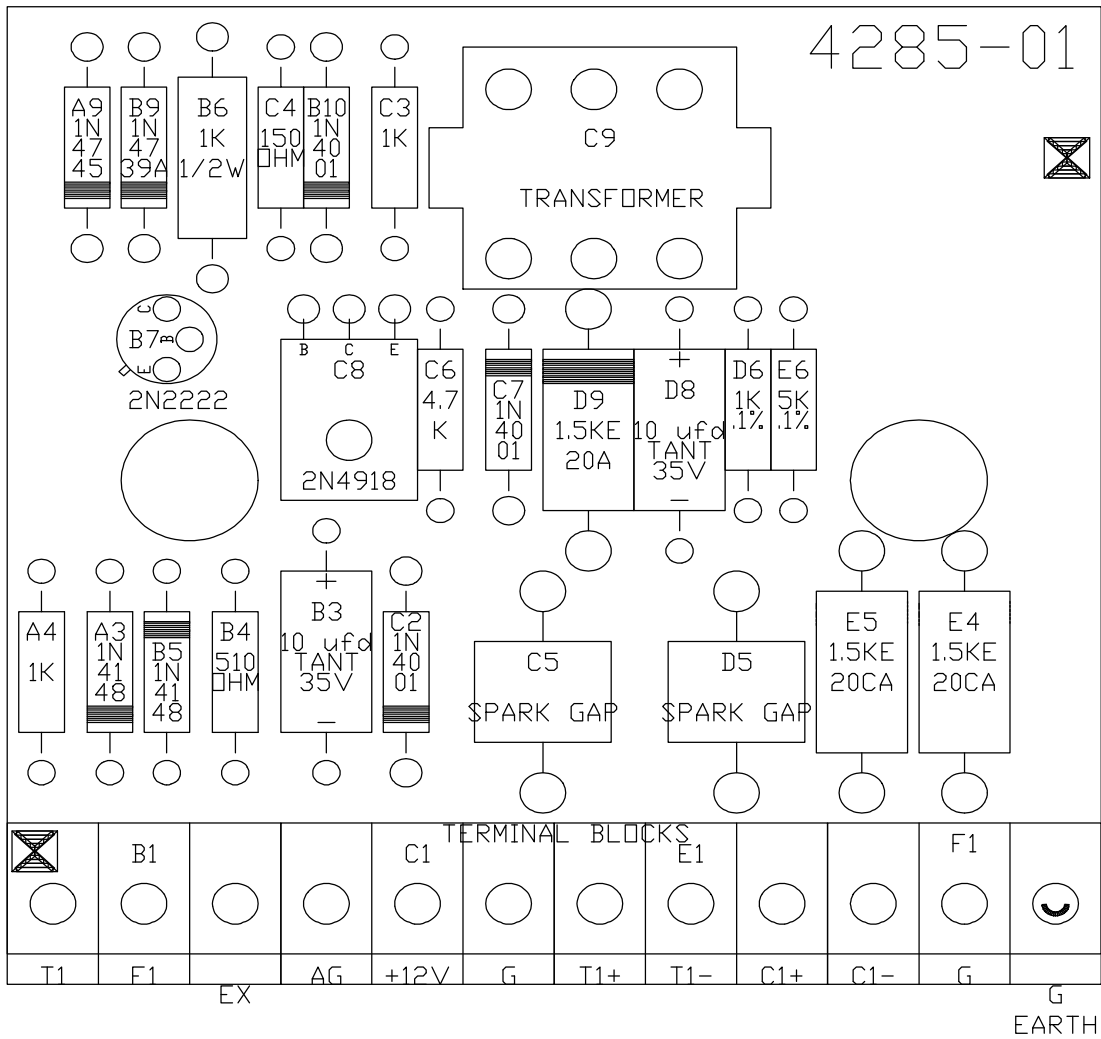 4285-01
A9
1N
47
45
B9
1N
47
39A
B6
1K
1/2W
C4
150
OHM
B10
1N
40
01
C3
1K
C9
TRANSFORMER
C
B7 B
E
2N2222
B C E
C8
2N4918
C6
4.7
K
C7
1N
40
01
D9
1.5KE
20A
+
D8
10 ufd
TANT
35V
−
D6
1K
.1%
E6
5K
.1%
A4
1K
A3
1N
41
48
B5
1N
41
48
B4
510
OHM
+
B3
10 ufd
TANT
35V
−
C2
1N
40
01
C5
SPARK GAP
D5
SPARK GAP
E5
1.5KE
20CA
E4
1.5KE
20CA
TERMINAL BLOCKS
B1 C1 E1 F1
T1 F1 EX AG +12V G T1+ T1- C1+ C1- G G
EARTH